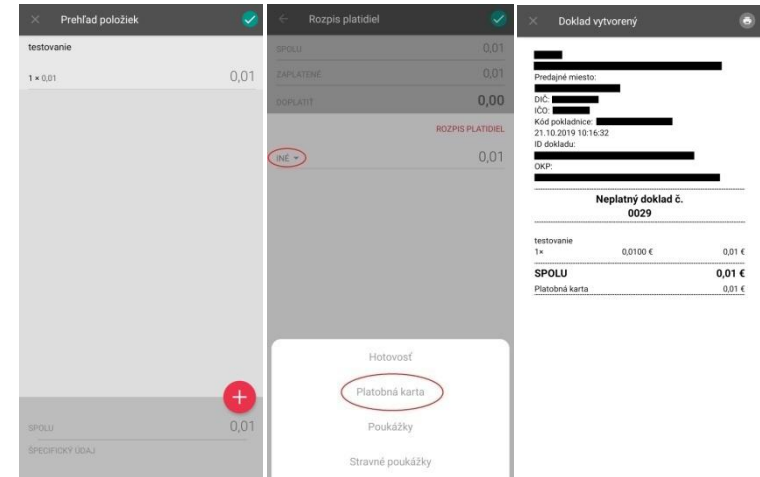 Prehľad položiek
testovanie
1 × 0,01 0,01
SPOLU 0,01
ŠPECIFICKÝ ÚDAJ
Rozpis platidiel
SPOLU 0,01
ZAPLATENÉ 0,01
DOPLATIŤ 0,00
ROZPIS PLATIDIEL
INÉ 0,01
Hotovosť
Platobná karta
Poukážky
Stravné poukážky
Doklad vytvorený
Predajné miesto:
DIČ:
IČO:
Kód pokladnice:
21.10.2019 10:16:32
ID dokladu:
OKP:
Neplatný doklad č.
0029
testovanie
1× 0,0100 € 0,01 €
SPOLU 0,01 €
Platobná karta 0,01 €